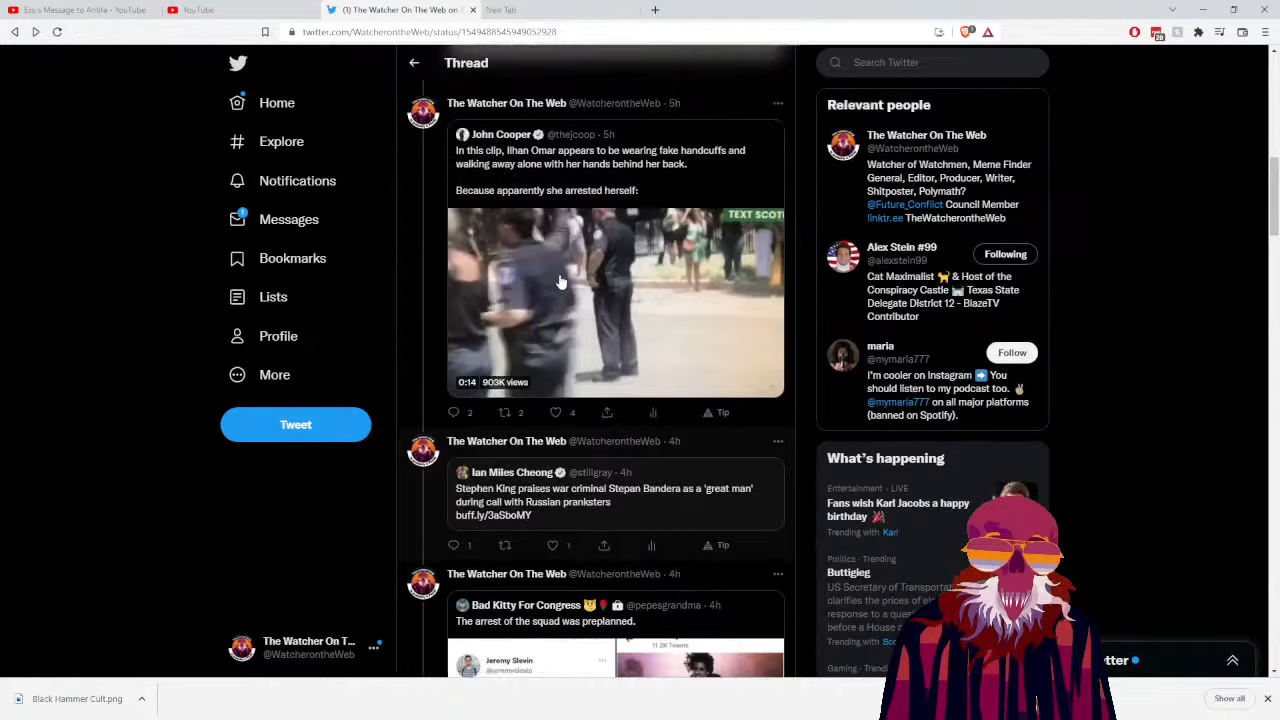 Esu's Message to Antifa - YouTube
YouTube
(1) The Watcher On The Web on
New Tab
twitter.com/WatcherontheWeb/status/1549488545949052928
Thread
Search Twitter
Home
Explore
Notifications
1
Messages
Bookmarks
Lists
Profile
More
Tweet
The Watcher On T...
@WatcherontheWeb
The Watcher On The Web @WatcherontheWeb · 5h
John Cooper @thejcoop · 5h
In this clip, Ilhan Omar appears to be wearing fake handcuffs and
walking away alone with her hands behind her back.
Because apparently she arrested herself:
TEXT SCOT
0:14 903K views
2 2 4 Tip
The Watcher On The Web @WatcherontheWeb · 4h
Ian Miles Cheong @stillgray · 4h
Stephen King praises war criminal Stepan Bandera as a 'great man'
during call with Russian pranksters
buff.ly/3aSboMY
1 1 Tip
The Watcher On The Web @WatcherontheWeb · 4h
Bad Kitty For Congress @pepesgrandma · 4h
The arrest of the squad was preplanned.
11.2K Tweets
Jeremy Slevin
@jeremyslevin
Relevant people
The Watcher On The Web
@WatcherontheWeb
Watcher of Watchmen, Meme Finder
General, Editor, Producer, Writer,
Shitposter, Polymath?
@Future_Conflict Council Member
linktr.ee TheWatcherontheWeb
Alex Stein #99
@alexstein99
Following
Cat Maximalist & Host of the
Conspiracy Castle Texas State
Delegate District 12 - BlazeTV
Contributor
maria
@mymaria777
Follow
I'm cooler on Instagram You
should listen to my podcast too.
@mymaria777 on all major platforms
(banned on Spotify).
What's happening
Entertainment · LIVE
Fans wish Karl Jacobs a happy
birthday
Trending with Karl
Politics · Trending
Buttigieg
US Secretary of Transportat
clarifies the prices of
response to a
before a House
Trending with
Gaming · Trendi
tter
Black Hammer Cult.png
Show all